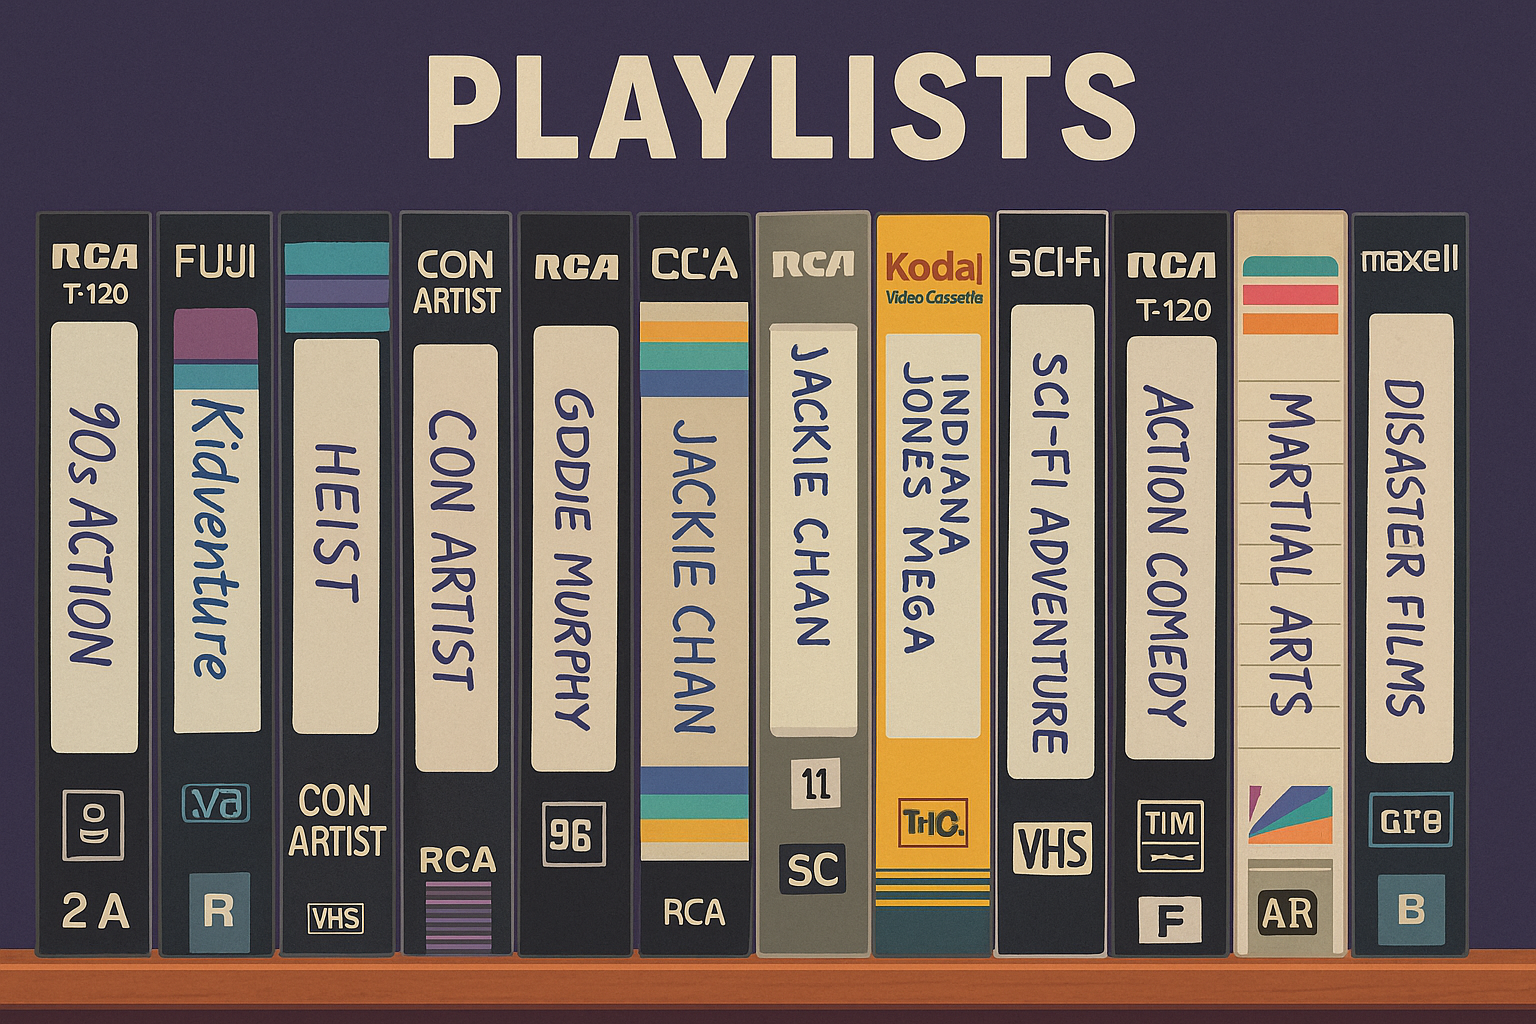 PLAYLISTS
RCA
T-120
90s ACTION
2 A
FUJI
Kidventure
R
HEIST
CON
ARTIST
VHS
CON
ARTIST
CON ARTIST
RCA
RCA
GDDIE MURPHY
96
CC'A
JACKIE CHAN
RCA
RCA
JACKIE CHAN
11
SC
Kodal
Video Cassette
INDIANA
JONES MEGA
THC.
SCI-FI
SCI-FI ADVENTURE
VHS
RCA
T-120
ACTION COMEDY
TIM
F
MARTIAL ARTS
AR
maxell
DISASTER FILMS
Gre
B